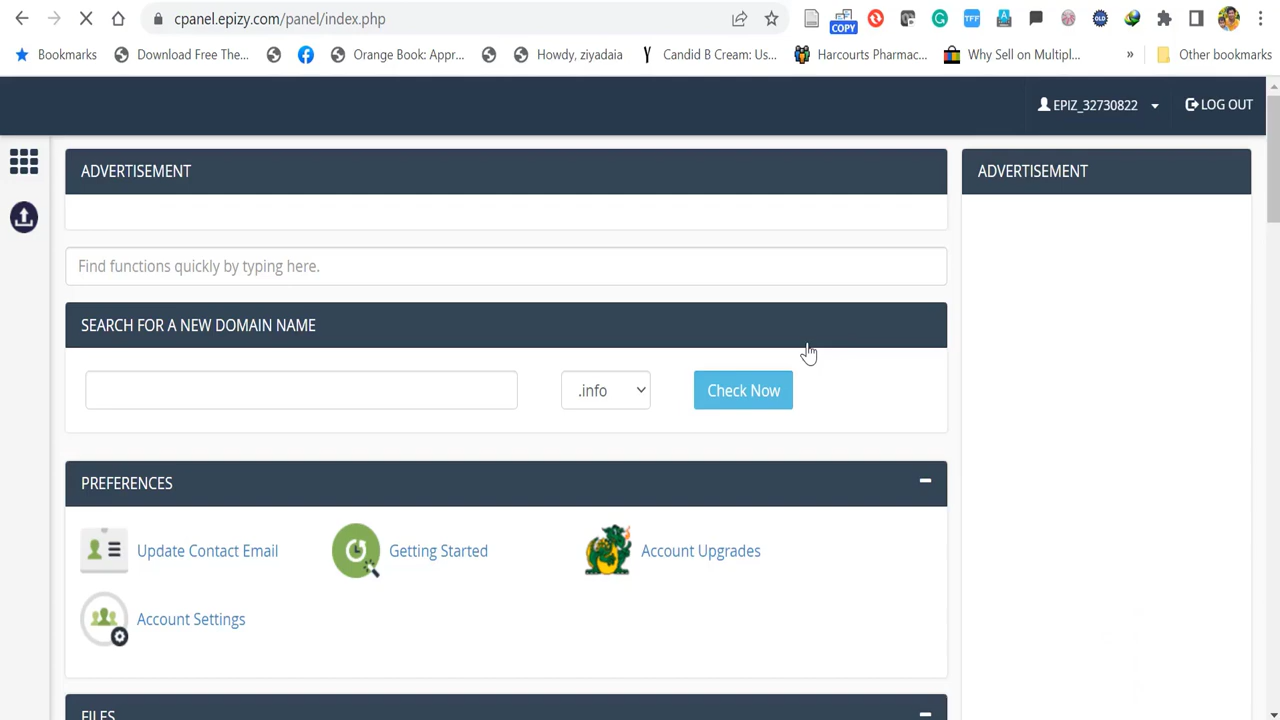 cpanel.epizy.com/panel/index.php
COPY
TFF
OLD
Bookmarks
Download Free The...
Orange Book: Appr...
Howdy, ziyadaia
Candid B Cream: Us...
Harcourts Pharmac...
Why Sell on Multipl...
»
Other bookmarks
EPIZ_32730822
LOG OUT
ADVERTISEMENT
ADVERTISEMENT
Find functions quickly by typing here.
SEARCH FOR A NEW DOMAIN NAME
.info
Check Now
PREFERENCES
Update Contact Email
Getting Started
Account Upgrades
Account Settings
FILES